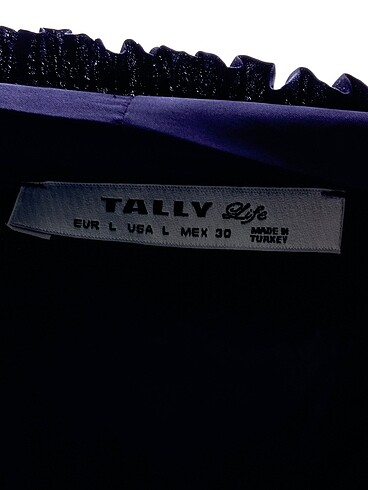 TALLY Life
EUR L USA L MEX 30 MADE IN
TURKEY